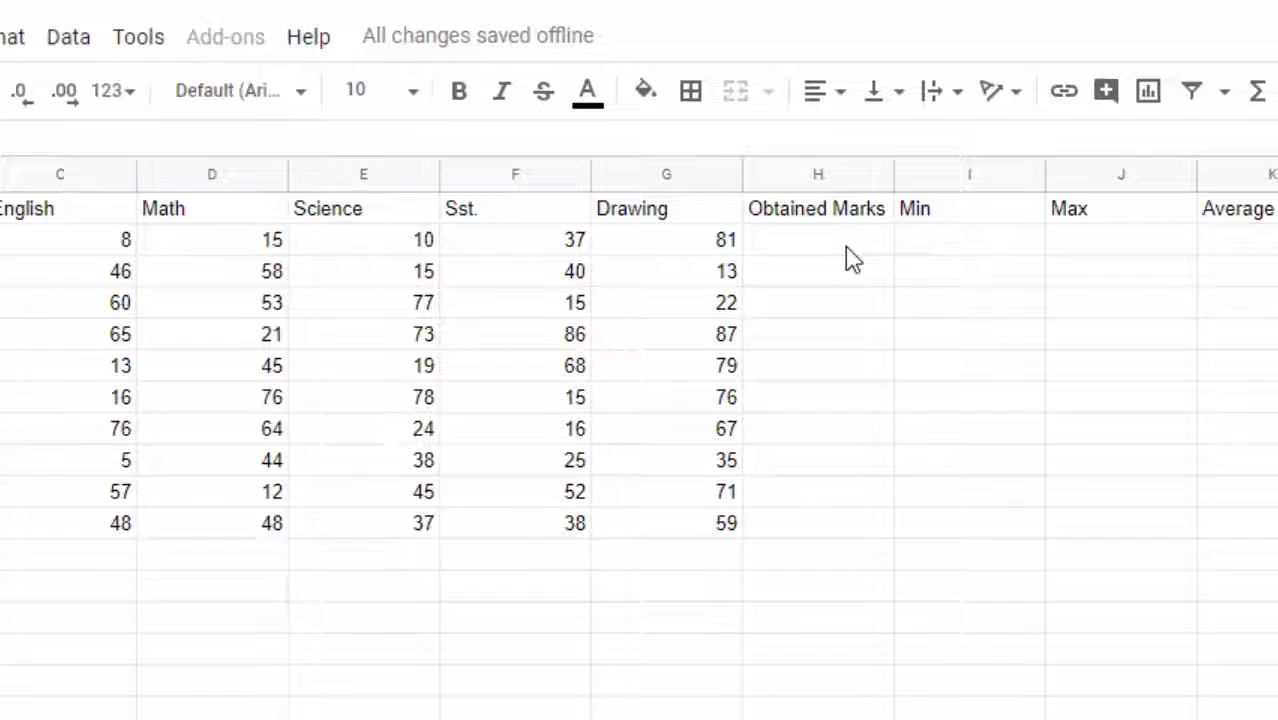 nat Data Tools Add-ons Help All changes saved offline
.0 .00 123 Default (Ari... 10 B I S A Σ
C D E F G H I J K
English Math Science Sst. Drawing Obtained Marks Min Max Average
8 15 10 37 81
46 58 15 40 13
60 53 77 15 22
65 21 73 86 87
13 45 19 68 79
16 76 78 15 76
76 64 24 16 67
5 44 38 25 35
57 12 45 52 71
48 48 37 38 59